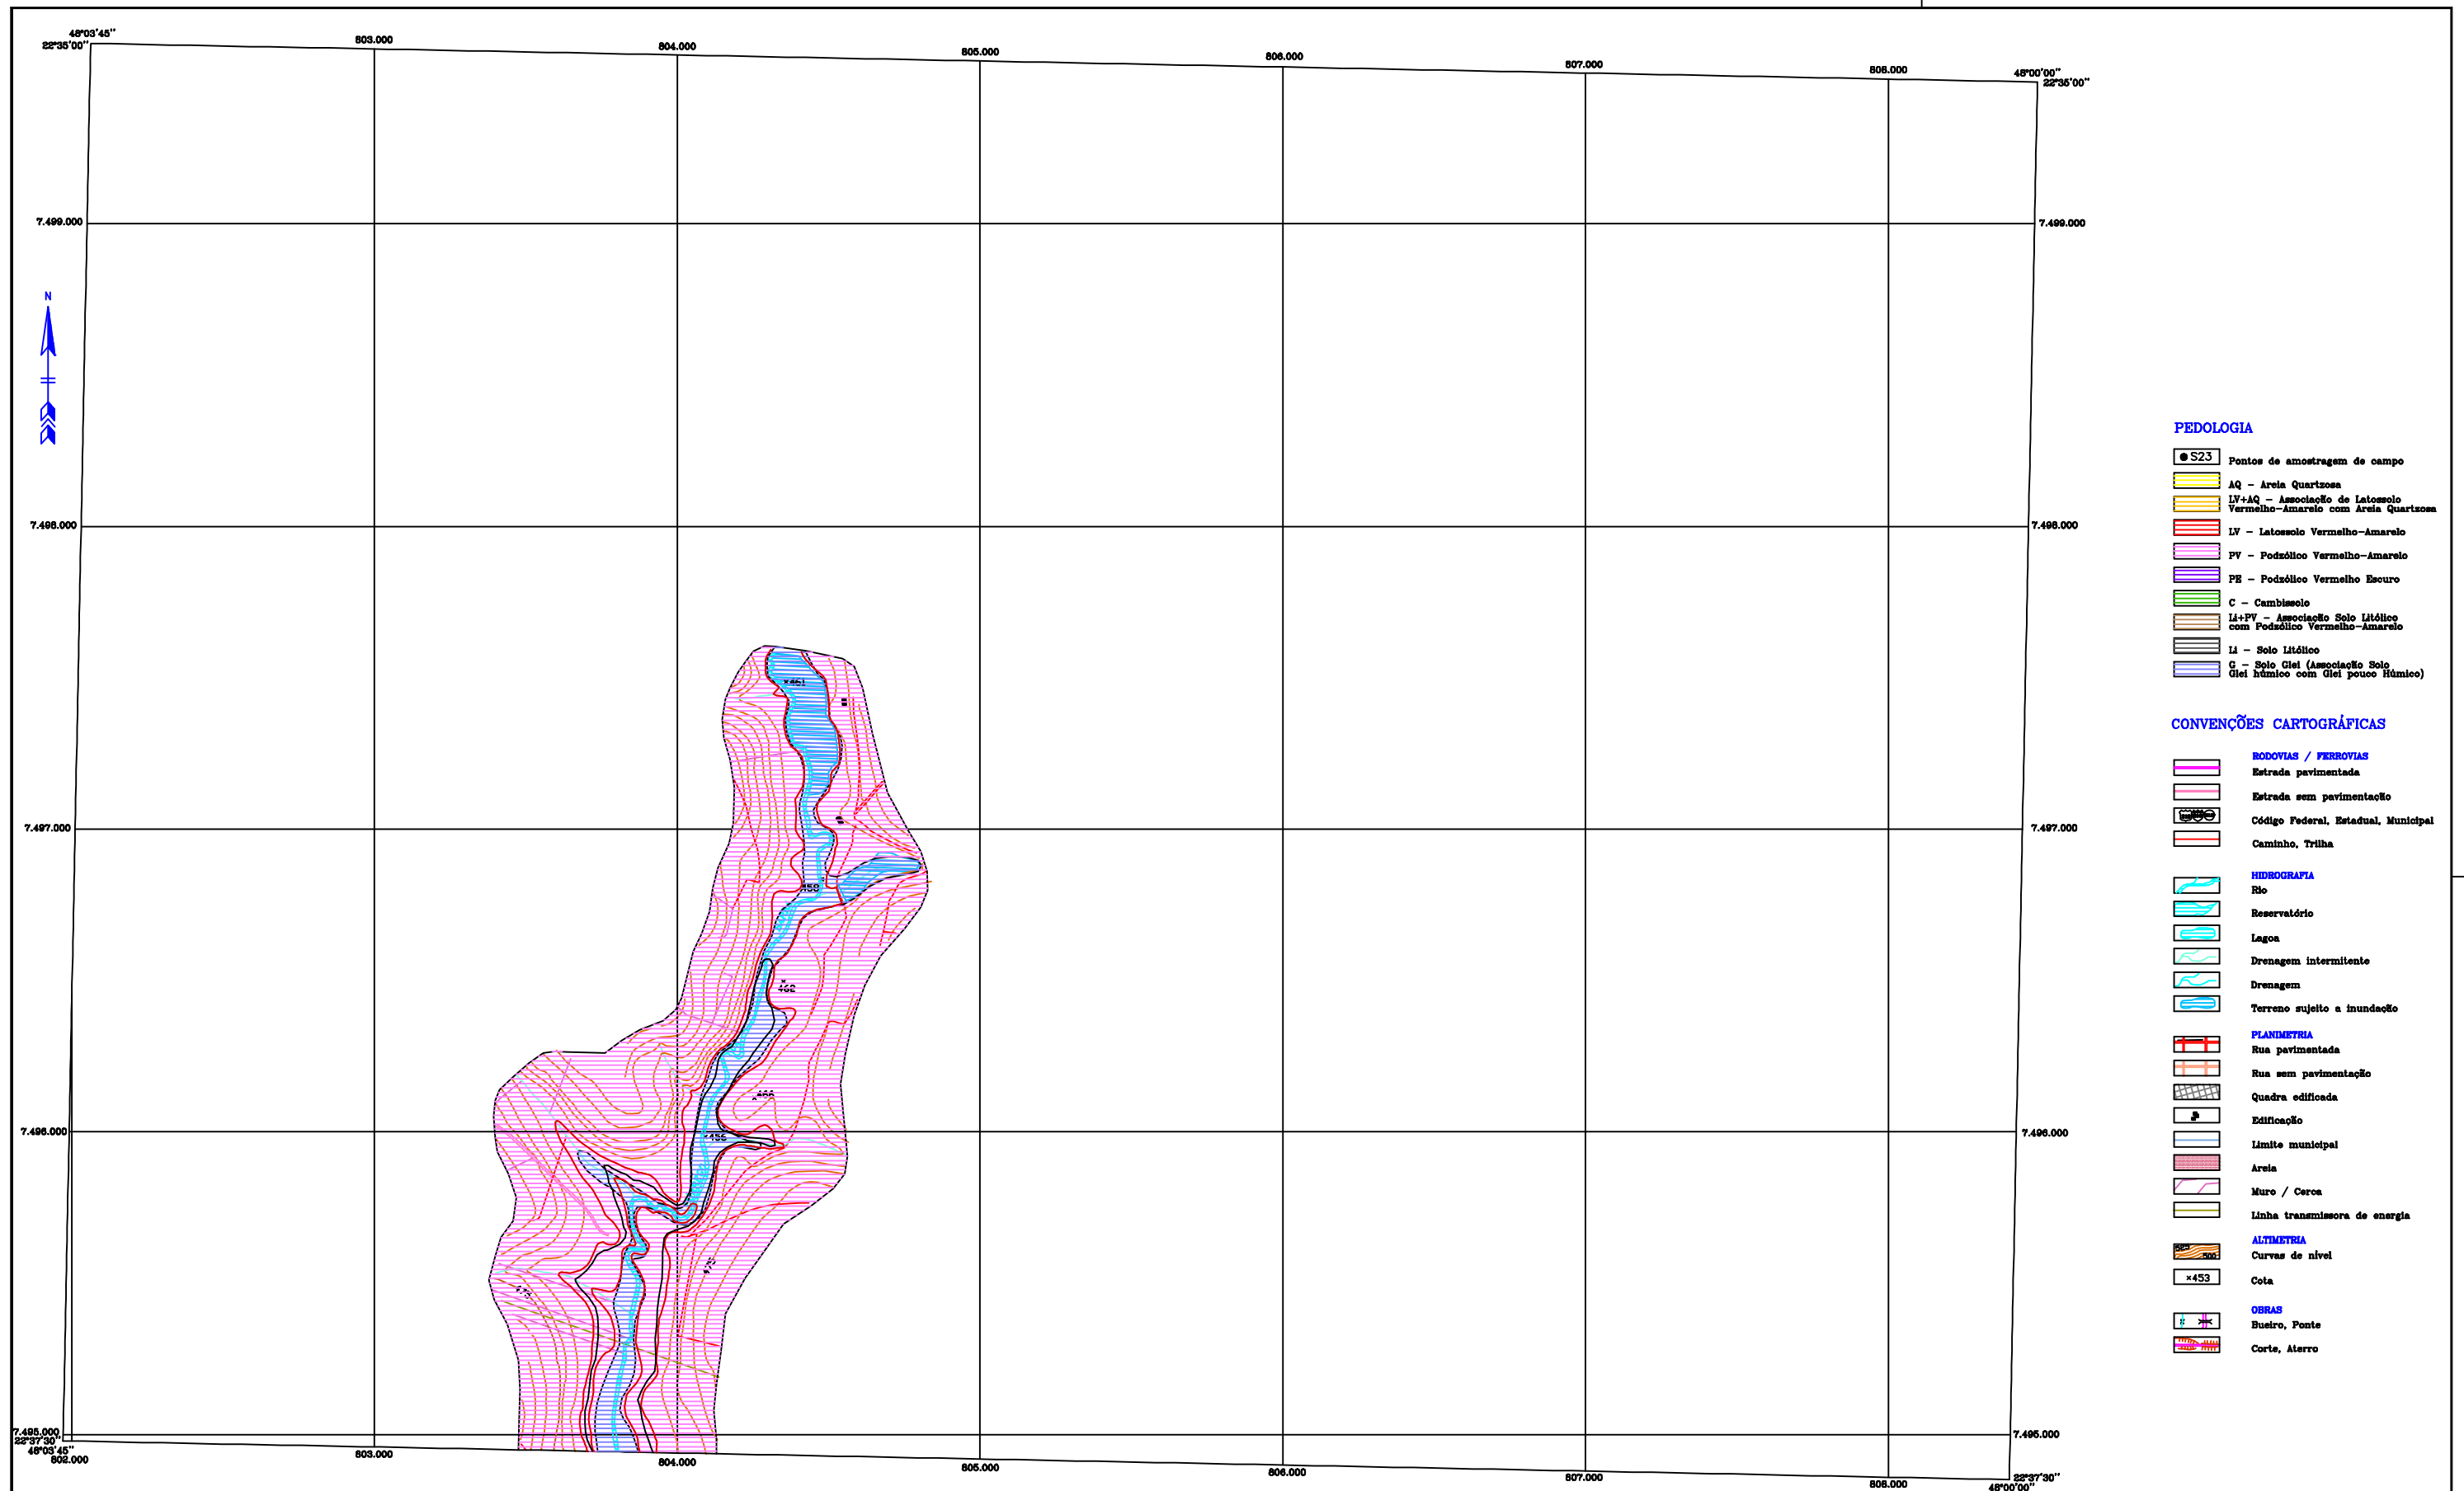 48°03'45"
22°35'00"
803.000
804.000
805.000
806.000
807.000
808.000
48°00'00"
22°35'00"
7.499.000
7.499.000
N
7.498.000
7.498.000
7.497.000
7.497.000
7.496.000
7.496.000
7.495.000
7.495.000
×451
462
×456
22°37'30"
48°03'45"
802.000
803.000
804.000
805.000
806.000
807.000
808.000
22°37'30"
48°00'00"
PEDOLOGIA
S23
Pontos de amostragem de campo
AQ – Areia Quartzosa
LV+AQ – Associação de Latossolo
Vermelho–Amarelo com Areia Quartzosa
LV – Latossolo Vermelho–Amarelo
PV – Podzólico Vermelho–Amarelo
PE – Podzólico Vermelho Escuro
C – Cambissolo
Li+PV – Associação Solo Litólico
com Podzólico Vermelho–Amarelo
Li – Solo Litólico
G – Solo Glei (Associação Solo
Glei húmico com Glei pouco Húmico)
CONVENÇÕES CARTOGRÁFICAS
RODOVIAS / FERROVIAS
Estrada pavimentada
Estrada sem pavimentação
Código Federal, Estadual, Municipal
Caminho, Trilha
HIDROGRAFIA
Rio
Reservatório
Lagoa
Drenagem intermitente
Drenagem
Terreno sujeito a inundação
PLANIMETRIA
Rua pavimentada
Rua sem pavimentação
Quadra edificada
Edificação
Limite municipal
Areia
Muro / Cerca
Linha transmissora de energia
ALTIMETRIA
525
500
Curvas de nível
×453
Cota
OBRAS
Bueiro, Ponte
Corte, Aterro